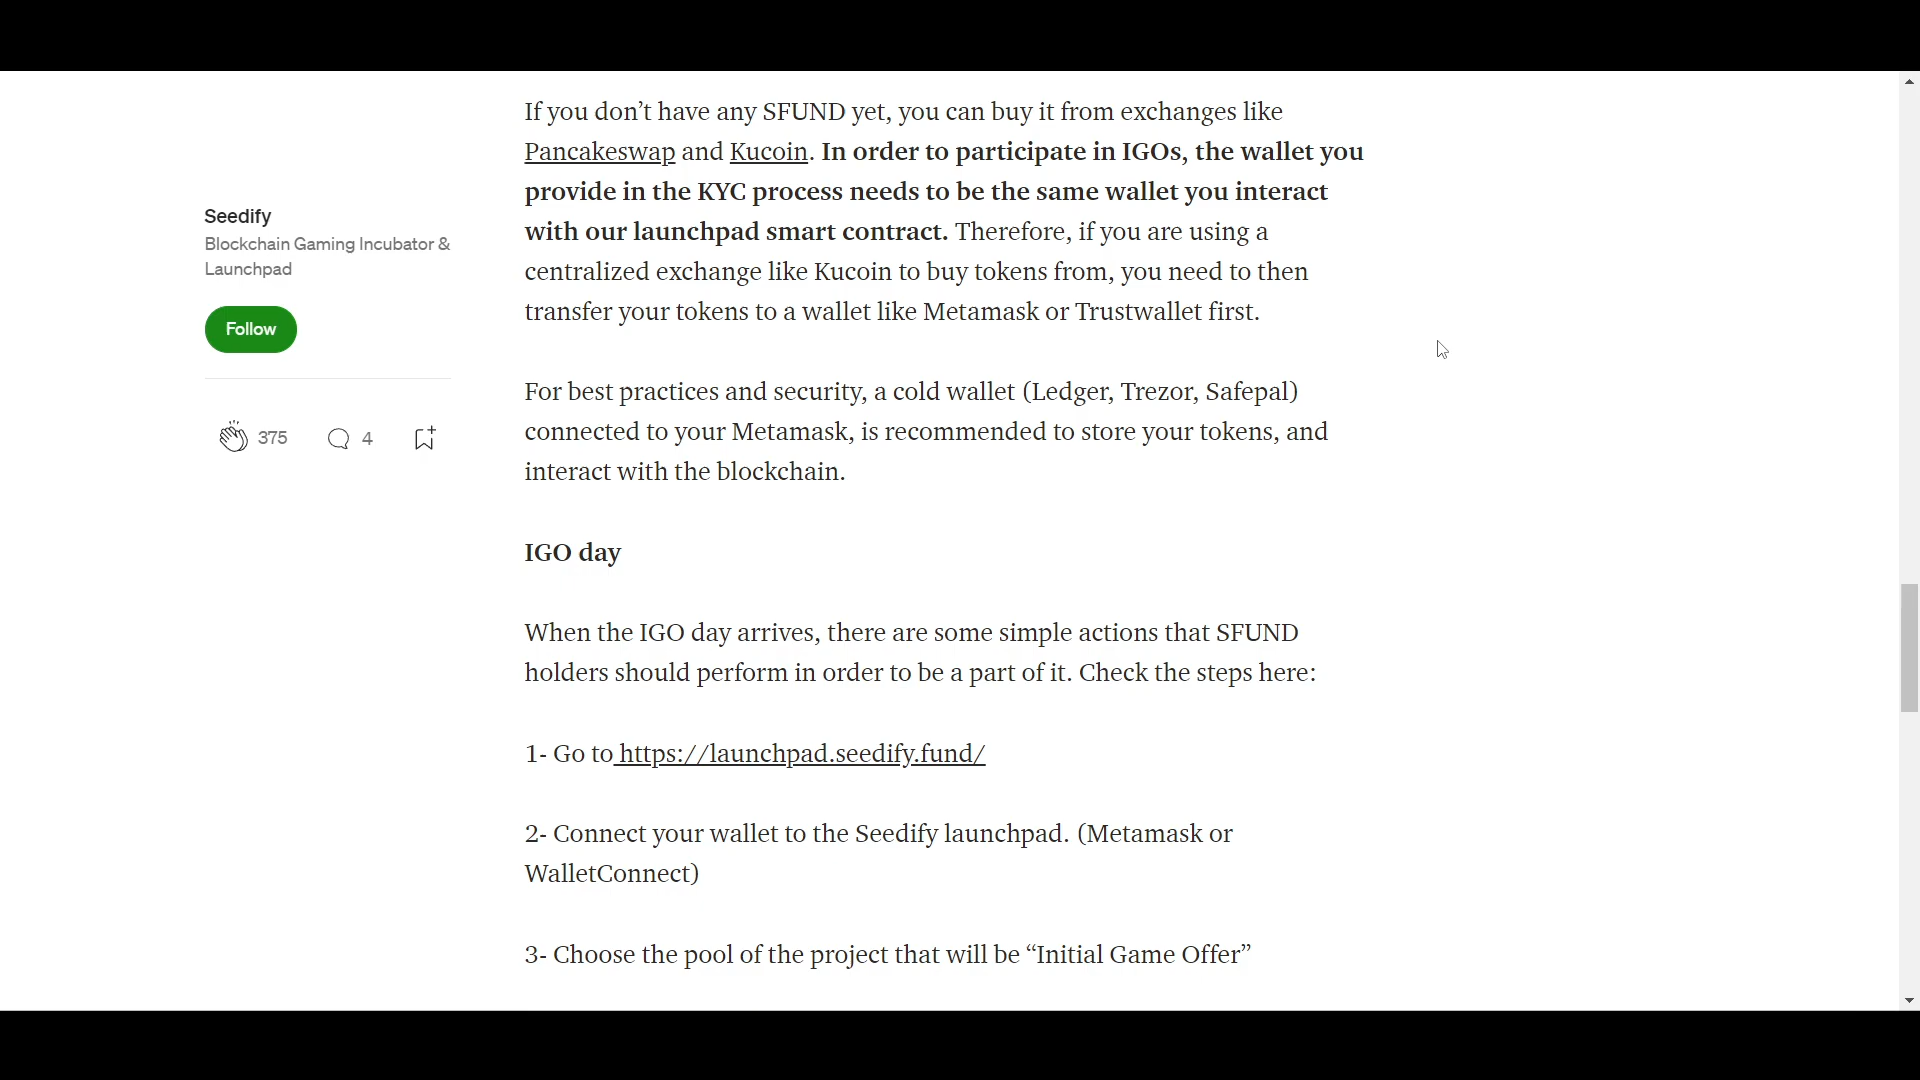 Seedify
Blockchain Gaming Incubator &
Launchpad
Follow
375
4
If you don’t have any SFUND yet, you can buy it from exchanges like
Pancakeswap and Kucoin. In order to participate in IGOs, the wallet you
provide in the KYC process needs to be the same wallet you interact
with our launchpad smart contract. Therefore, if you are using a
centralized exchange like Kucoin to buy tokens from, you need to then
transfer your tokens to a wallet like Metamask or Trustwallet first.
For best practices and security, a cold wallet (Ledger, Trezor, Safepal)
connected to your Metamask, is recommended to store your tokens, and
interact with the blockchain.
IGO day
When the IGO day arrives, there are some simple actions that SFUND
holders should perform in order to be a part of it. Check the steps here:
1- Go to https://launchpad.seedify.fund/
2- Connect your wallet to the Seedify launchpad. (Metamask or
WalletConnect)
3- Choose the pool of the project that will be “Initial Game Offer”